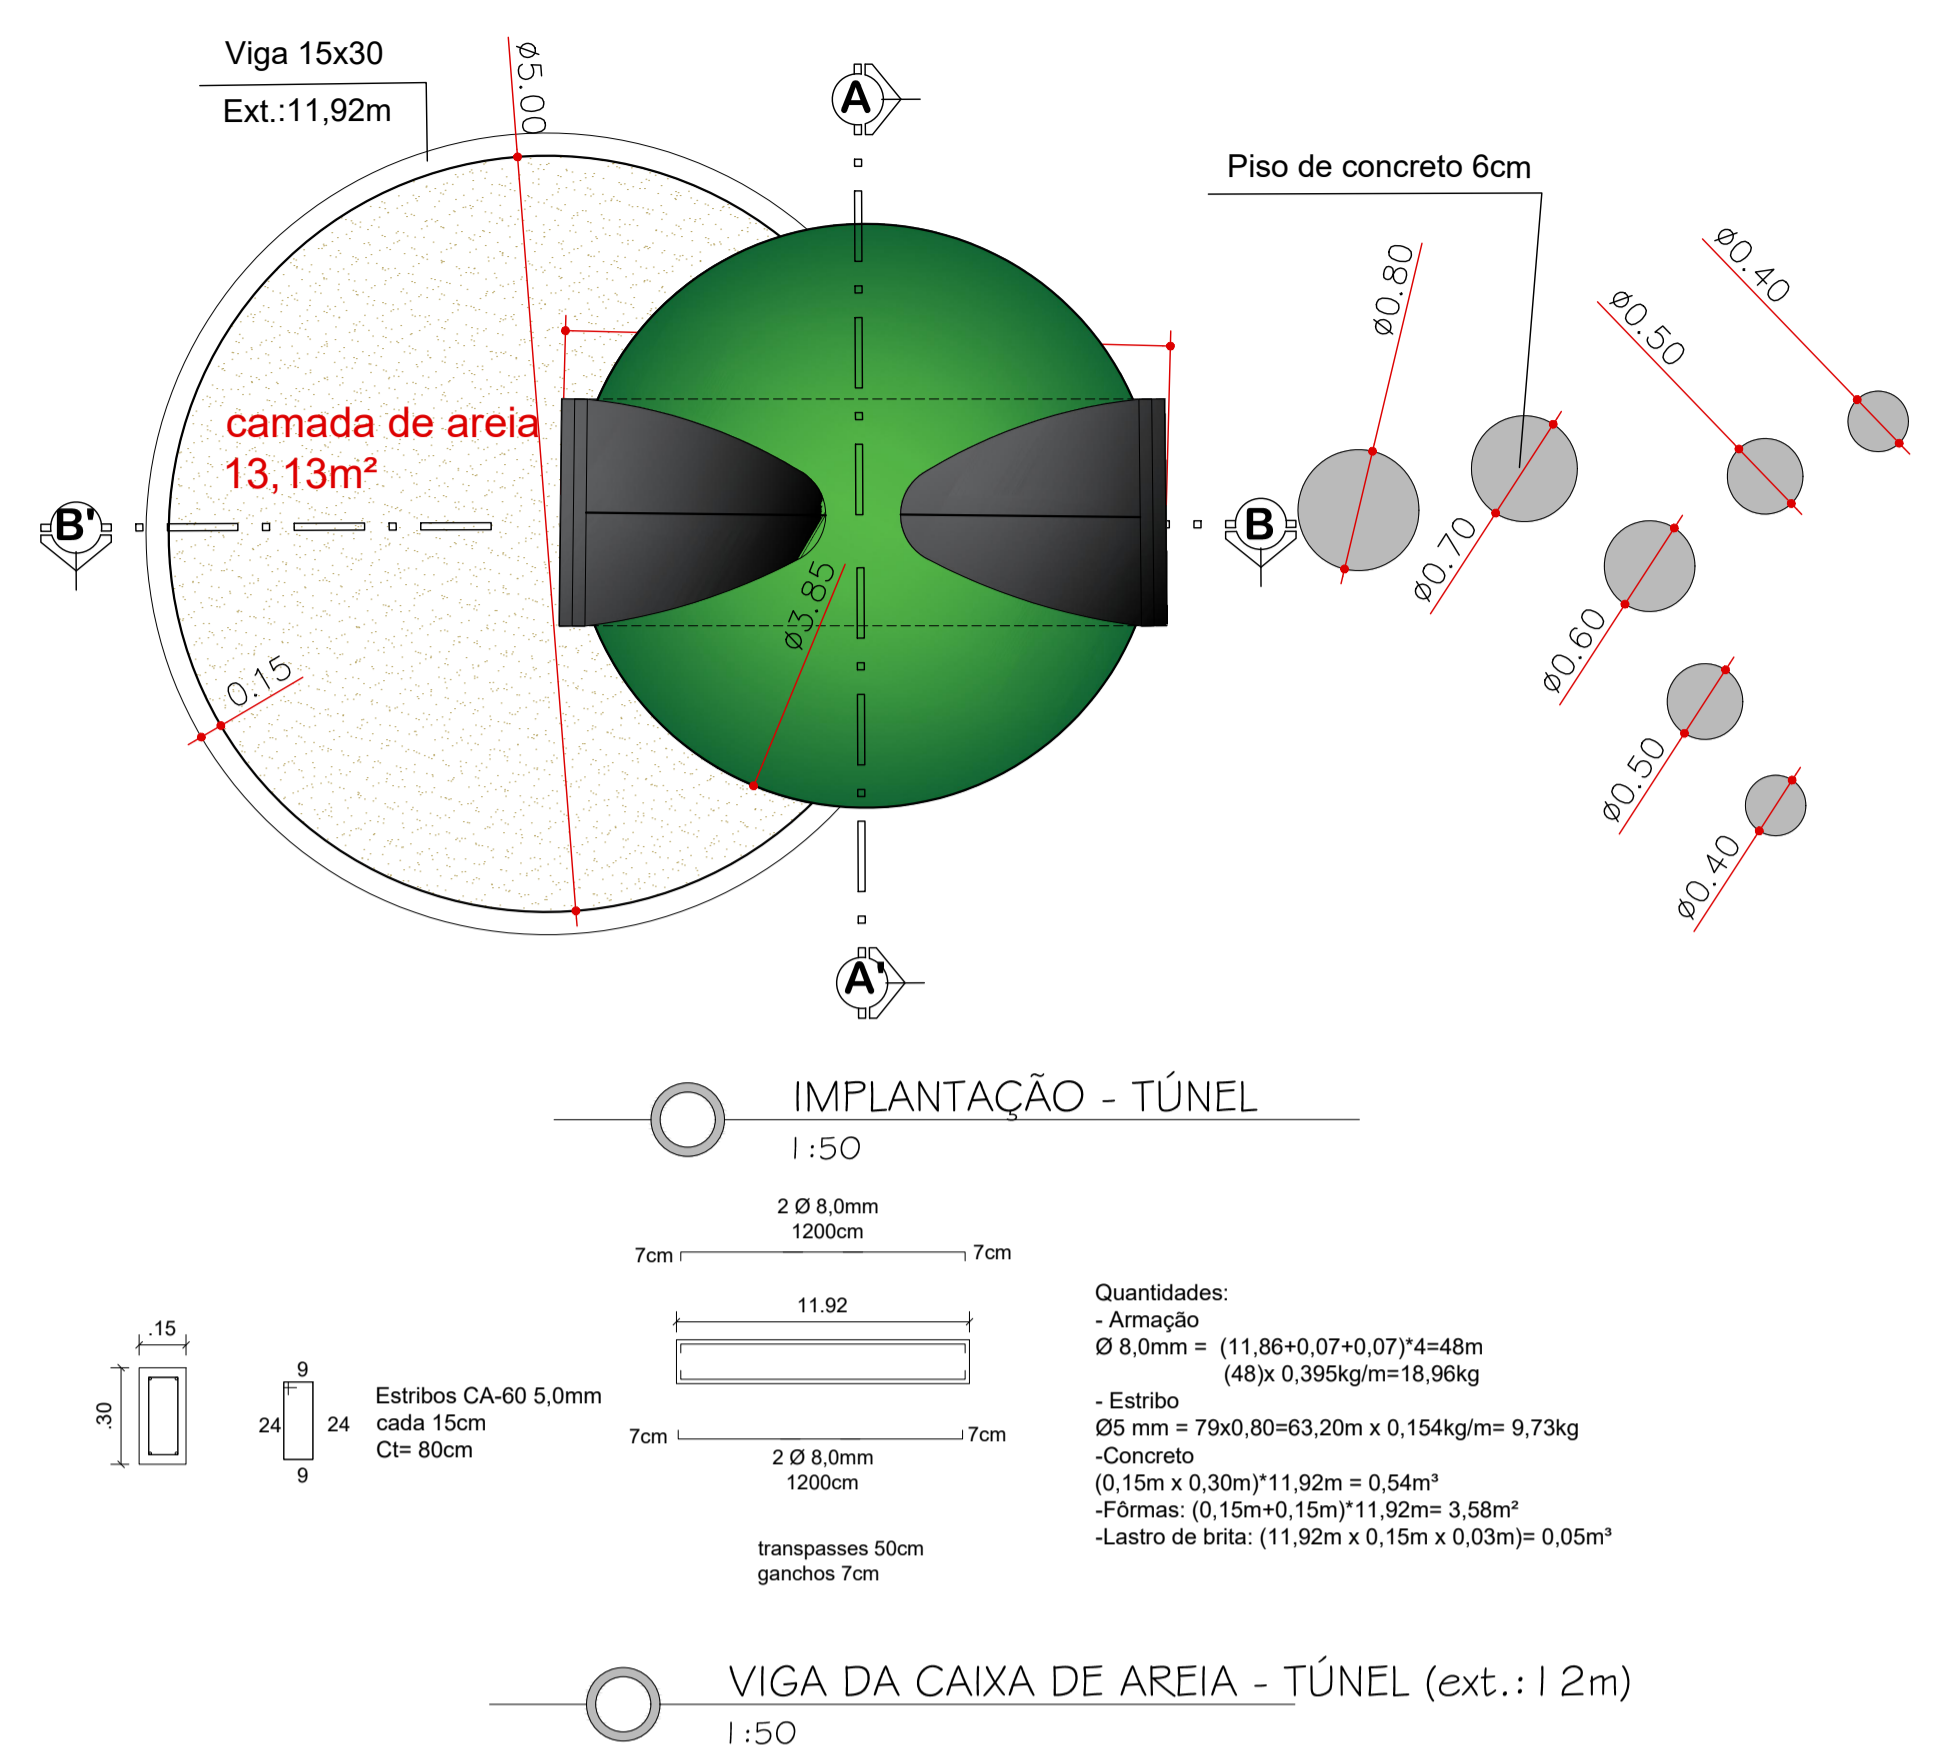 Viga 15x30
Ext.:11,92m
ø5.00
A
Piso de concreto 6cm
ø0.80
ø0.40
ø0.50
camada de areia
13,13m²
B'
B
ø0.70
ø3.85
0.15
ø0.60
ø0.50
ø0.40
A'
IMPLANTAÇÃO - TÚNEL
1:50
2 Ø 8,0mm
1200cm
7cm
7cm
11.92
.15
.30
9
24
24
9
Estribos CA-60 5,0mm
cada 15cm
Ct= 80cm
7cm
7cm
2 Ø 8,0mm
1200cm
transpasses 50cm
ganchos 7cm
Quantidades:
- Armação
Ø 8,0mm = (11,86+0,07+0,07)*4=48m
(48)x 0,395kg/m=18,96kg
- Estribo
Ø5 mm = 79x0,80=63,20m x 0,154kg/m= 9,73kg
-Concreto
(0,15m x 0,30m)*11,92m = 0,54m³
-Fôrmas: (0,15m+0,15m)*11,92m= 3,58m²
-Lastro de brita: (11,92m x 0,15m x 0,03m)= 0,05m³
VIGA DA CAIXA DE AREIA - TÚNEL (ext.:12m)
1:50